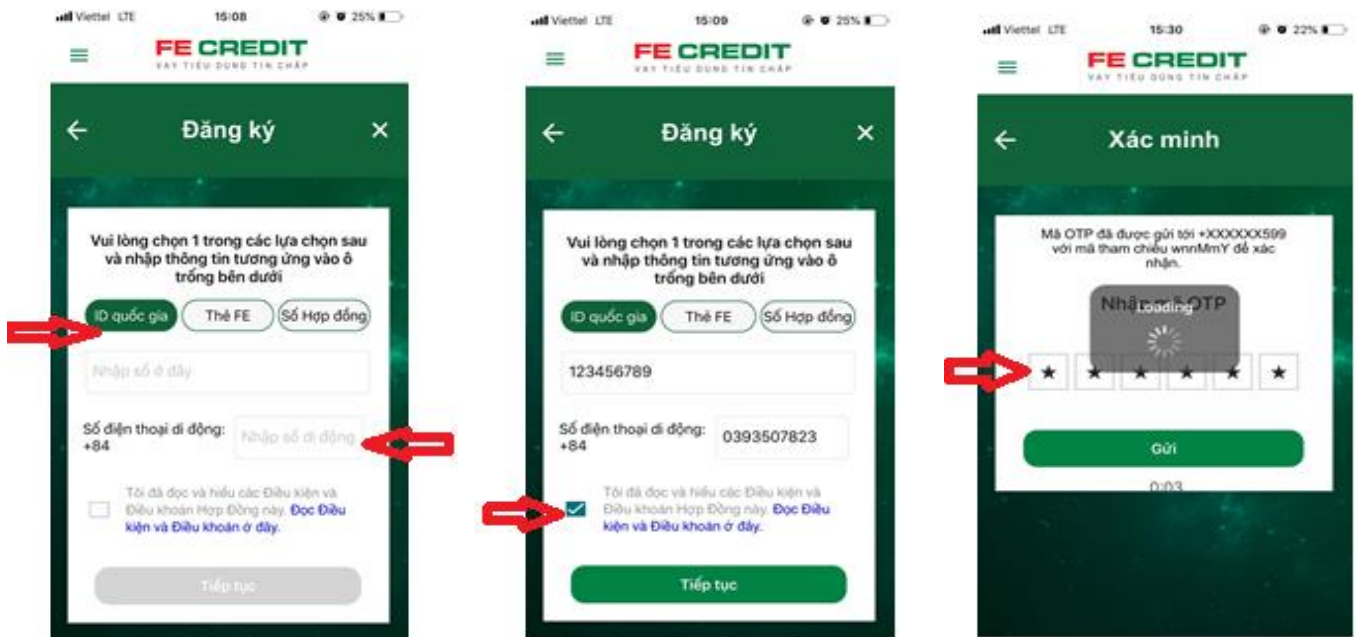 Viettel LTE 15:08 25%
FE CREDIT
VAY TIÊU DÙNG TÍN CHẤP
Đăng ký
Vui lòng chọn 1 trong các lựa chọn sau
và nhập thông tin tương ứng vào ô
trống bên dưới
ID quốc gia Thẻ FE Số Hợp đồng
Nhập số ở đây
Số điện thoại di động:
+84
Nhập số di động
Tôi đã đọc và hiểu các Điều kiện và
Điều khoản Hợp Đồng này. Đọc Điều
kiện và Điều khoản ở đây.
Tiếp tục
Viettel LTE 15:09 25%
FE CREDIT
VAY TIÊU DÙNG TÍN CHẤP
Đăng ký
Vui lòng chọn 1 trong các lựa chọn sau
và nhập thông tin tương ứng vào ô
trống bên dưới
ID quốc gia Thẻ FE Số Hợp đồng
123456789
Số điện thoại di động:
+84
0393507823
Tôi đã đọc và hiểu các Điều kiện và
Điều khoản Hợp Đồng này. Đọc Điều
kiện và Điều khoản ở đây.
Tiếp tục
Viettel LTE 15:30 22%
FE CREDIT
VAY TIÊU DÙNG TÍN CHẤP
Xác minh
Mã OTP đã được gửi tới +XXXXXX599
với mã tham chiếu wnnMmY để xác
nhận.
Nhập mã OTP
Loading
Gửi
0:03